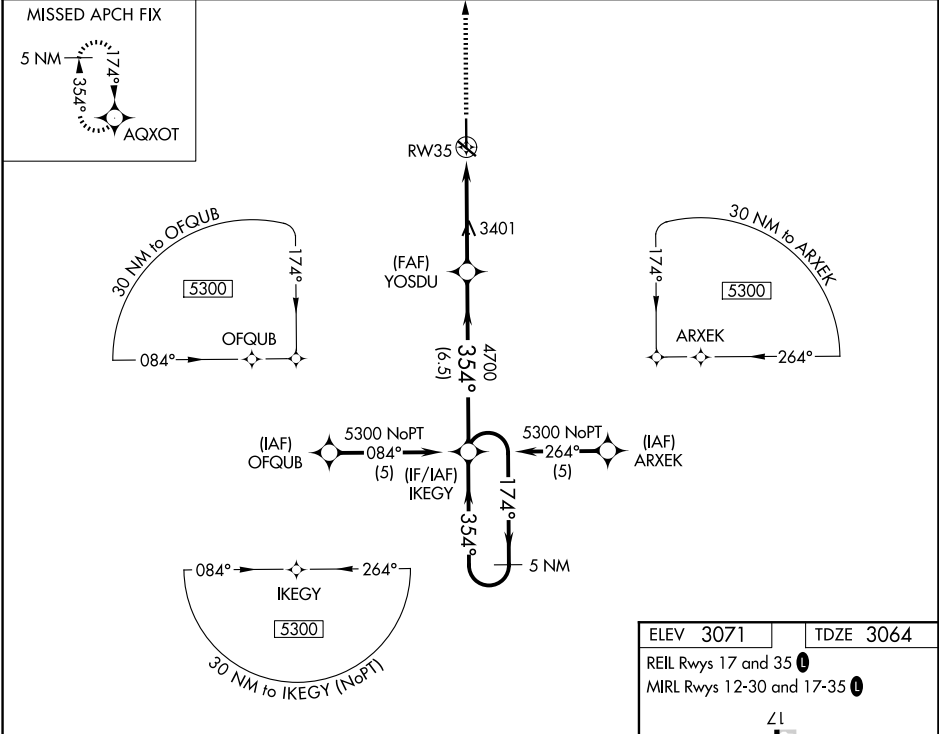 MISSED APCH FIX
5 NM
174°
354°
AQXOT
RW35
3401
(FAF)
YOSDU
30 NM to OFQUB
5300
174°
OFQUB
084°
30 NM to ARXEK
174°
5300
ARXEK
264°
4700
354°
(6.5)
(IAF)
OFQUB
5300 NoPT
084°
(5)
(IF/IAF)
IKEGY
5300 NoPT
264°
(5)
(IAF)
ARXEK
174°
354°
5 NM
084°
264°
IKEGY
5300
30 NM to IKEGY (NoPT)
ELEV 3071
TDZE 3064
REIL Rwys 17 and 35 L
MIRL Rwys 12-30 and 17-35 L
17